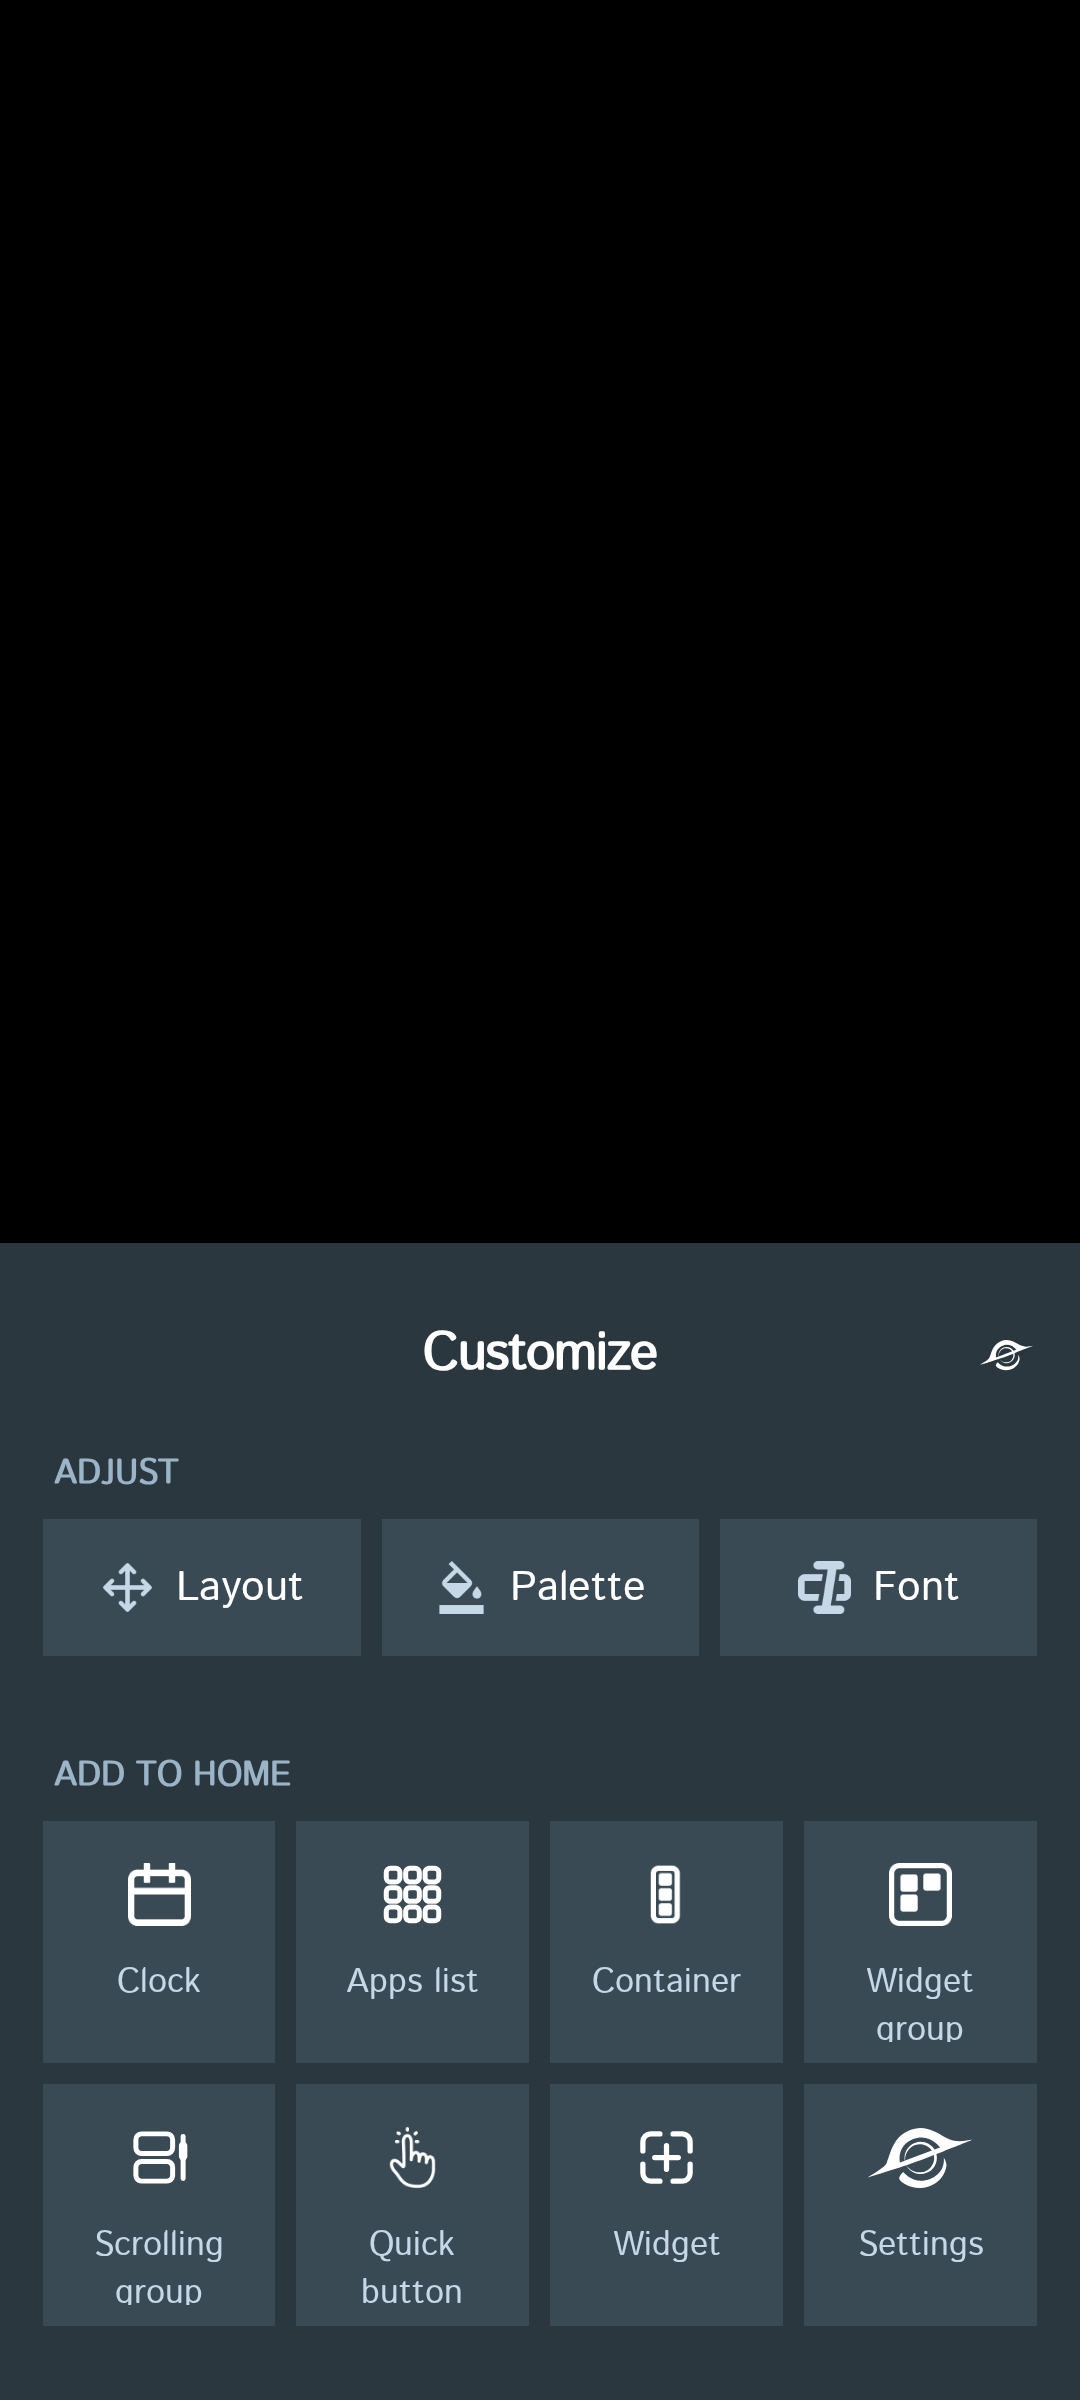 Customize
ADJUST
Layout
Palette
Font
ADD TO HOME
Clock
Apps list
Container
Widget
group
Scrolling
group
Quick
button
Widget
Settings